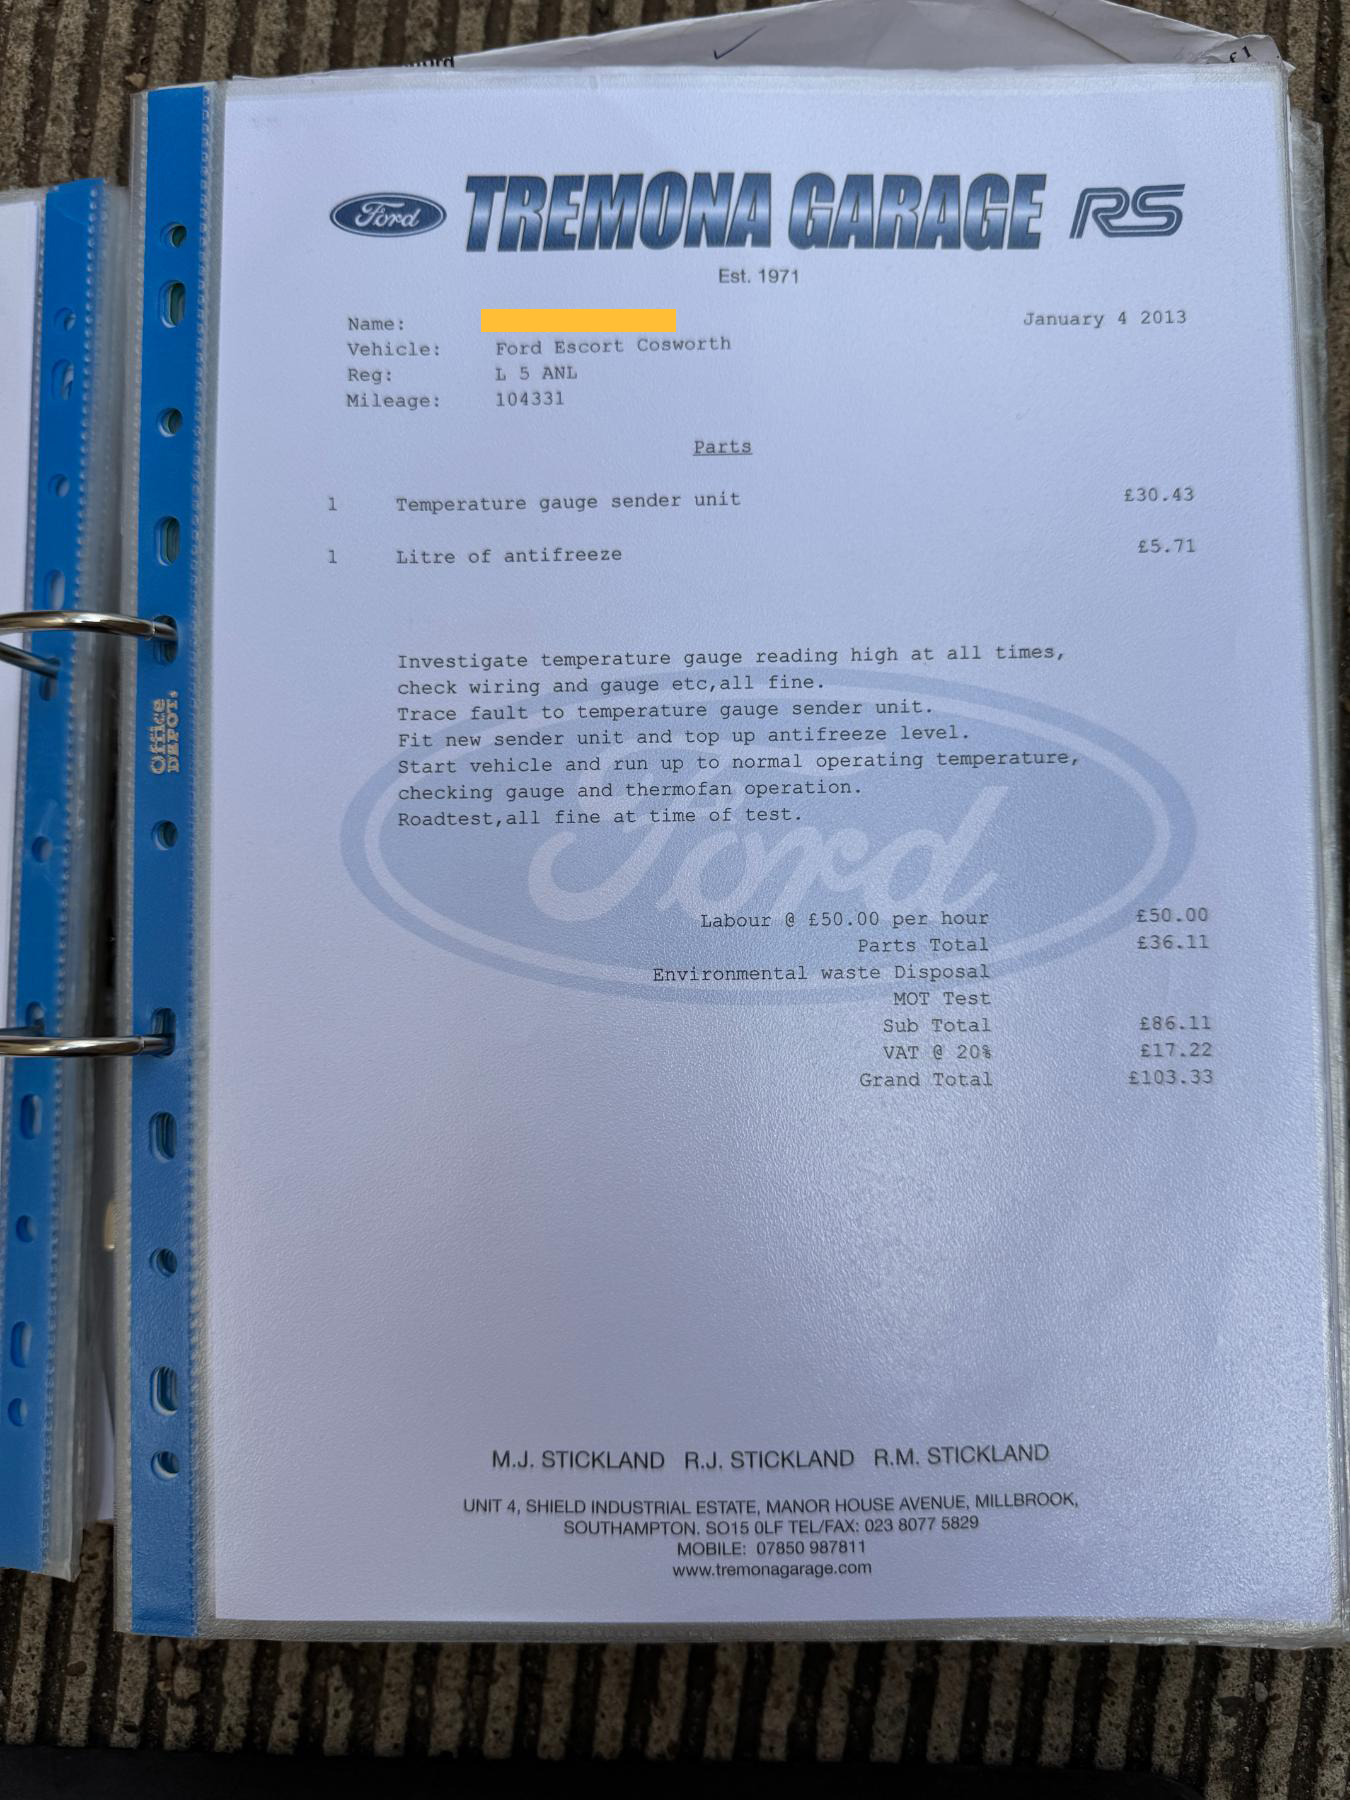 Ford TREMONA GARAGE RS
Est. 1971
Name:
January 4 2013
Vehicle: Ford Escort Cosworth
Reg: L 5 ANL
Mileage: 104331
Parts
1 Temperature gauge sender unit £30.43
1 Litre of antifreeze £5.71
Investigate temperature gauge reading high at all times,
check wiring and gauge etc,all fine.
Trace fault to temperature gauge sender unit.
Fit new sender unit and top up antifreeze level.
Start vehicle and run up to normal operating temperature,
checking gauge and thermofan operation.
Roadtest,all fine at time of test.
Ford
Labour @ £50.00 per hour £50.00
Parts Total £36.11
Environmental waste Disposal
MOT Test
Sub Total £86.11
VAT @ 20% £17.22
Grand Total £103.33
M.J. STICKLAND R.J. STICKLAND R.M. STICKLAND
UNIT 4, SHIELD INDUSTRIAL ESTATE, MANOR HOUSE AVENUE, MILLBROOK,
SOUTHAMPTON. SO15 0LF TEL/FAX: 023 8077 5829
MOBILE: 07850 987811
www.tremonagarage.com
Office
DEPOT.